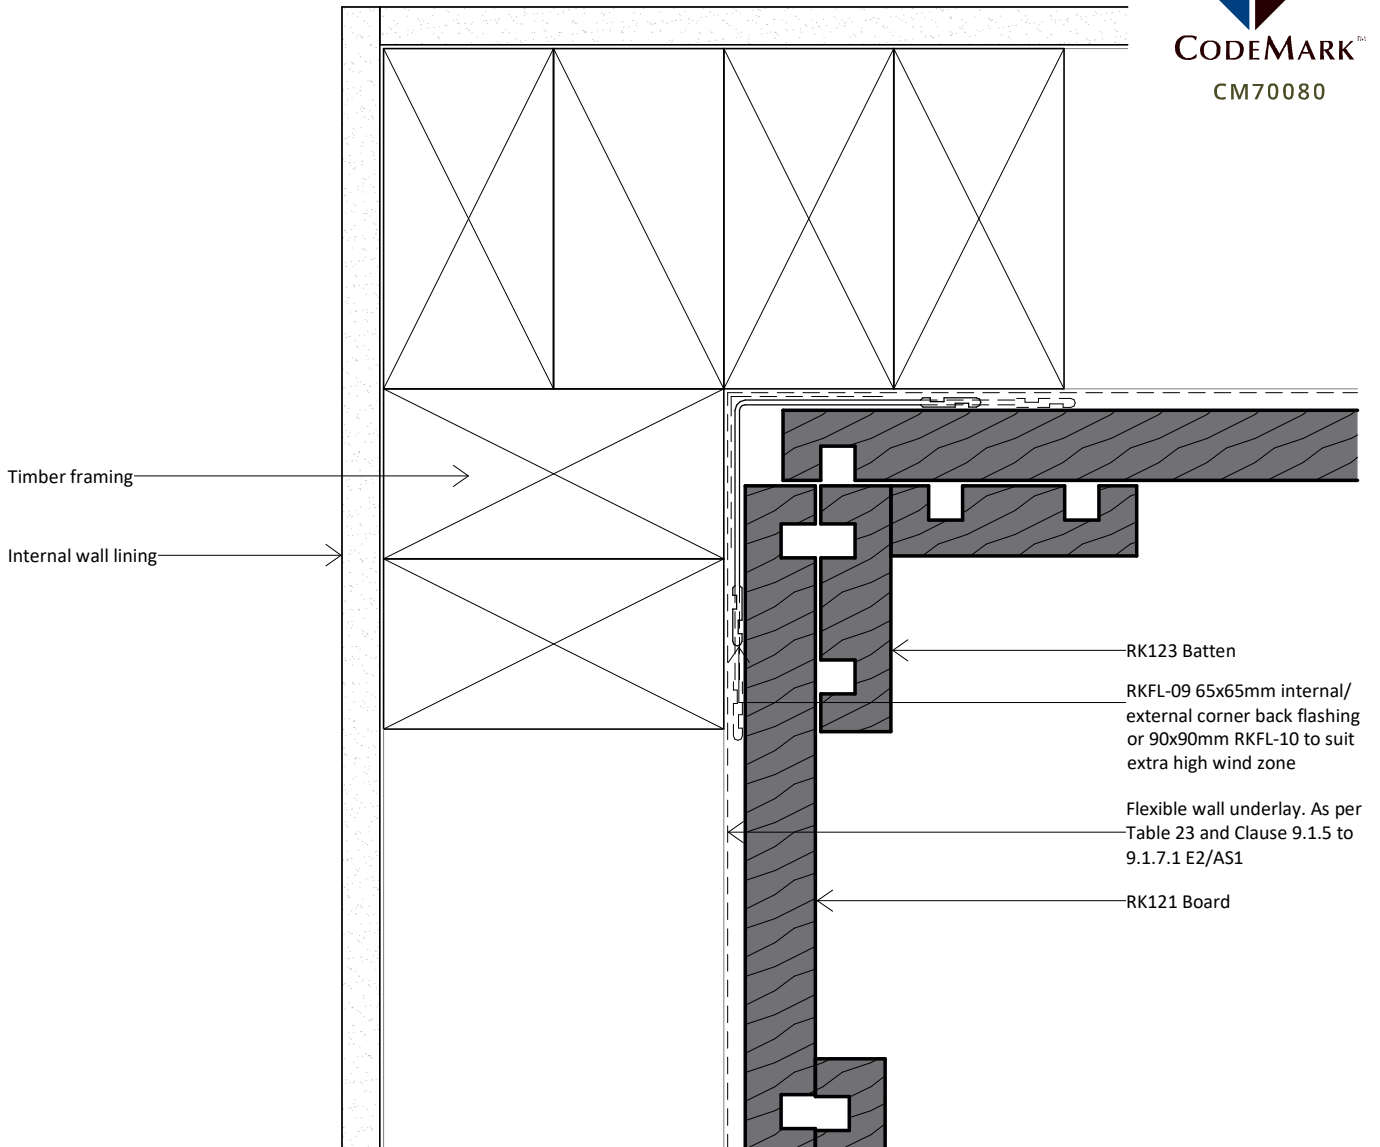 CODEMARK™
CM70080
Timber framing
Internal wall lining
RK123 Batten
RKFL-09 65x65mm internal/
external corner back flashing
or 90x90mm RKFL-10 to suit
extra high wind zone
Flexible wall underlay. As per
Table 23 and Clause 9.1.5 to
9.1.7.1 E2/AS1
RK121 Board